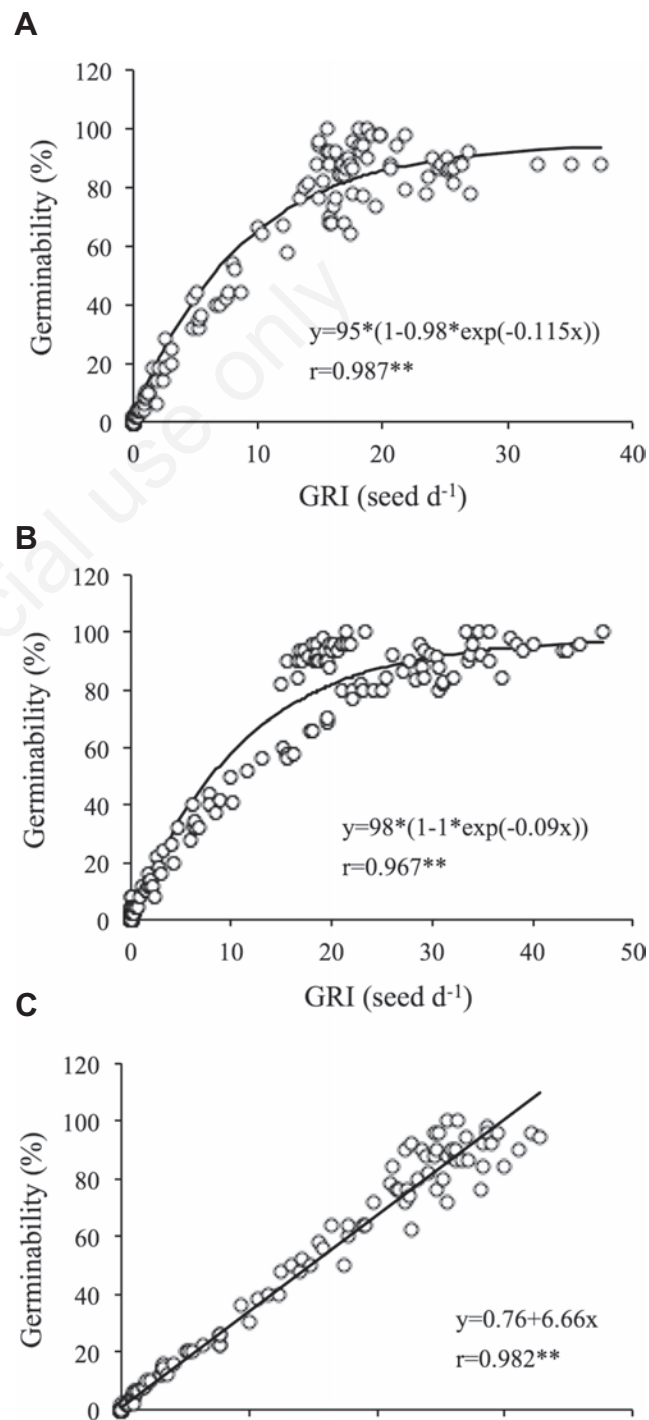 A
120
100
80
60
40
20
0
Germinability (%)
y=95*(1-0.98*exp(-0.115x))
r=0.987**
0 10 20 30 40
GRI (seed d-1)
B
120
100
80
60
40
20
0
Germinability (%)
y=98*(1-1*exp(-0.09x))
r=0.967**
0 10 20 30 40 50
GRI (seed d-1)
C
120
100
80
60
40
20
0
Germinability (%)
y=0.76+6.66x
r=0.982**
cial use only